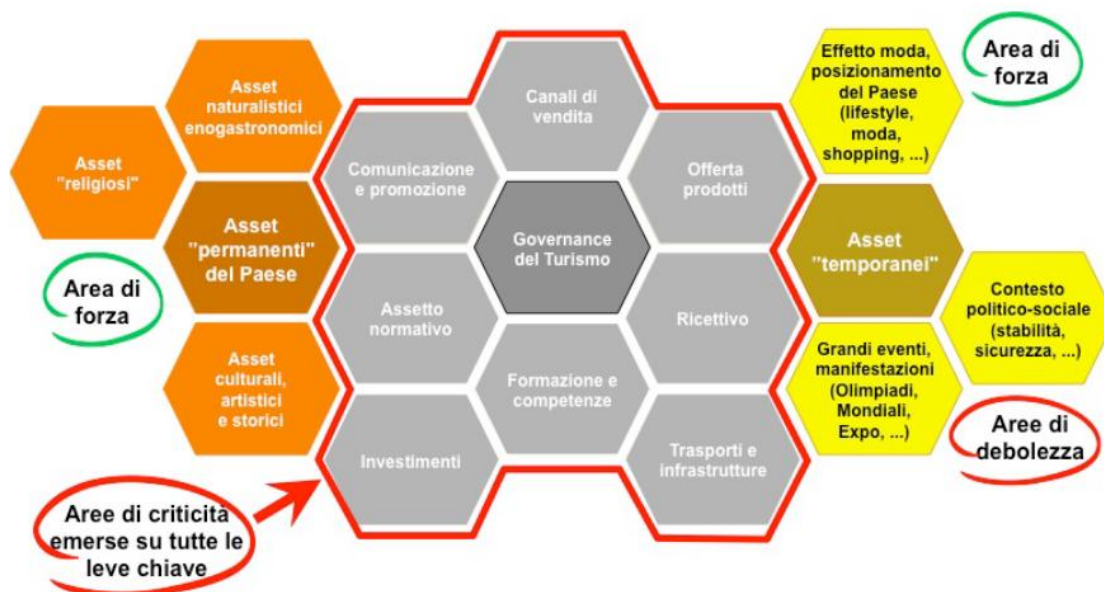 Asset
naturalistici
enogastronomici
Asset
"religiosi"
Asset
"permanenti"
del Paese
Area di
forza
Asset
culturali,
artistici
e storici
Aree di criticità
emerse su tutte le
leve chiave
Comunicazione
e promozione
Assetto
normativo
Investimenti
Canali di
vendita
Governance
del Turismo
Formazione e
competenze
Offerta
prodotti
Ricettivo
Trasporti e
infrastrutture
Effetto moda,
posizionamento
del Paese
(lifestyle,
moda,
shopping, ...)
Area di
forza
Asset
"temporanei"
Contesto
politico-sociale
(stabilità,
sicurezza, ...)
Grandi eventi,
manifestazioni
(Olimpiadi,
Mondiali,
Expo, ...)
Aree di
debolezza